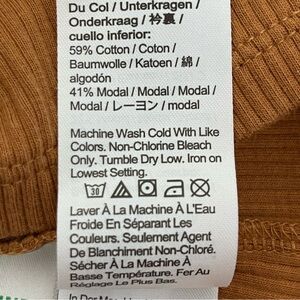 Du Col / Unterkragen /
Onderkraag / 衿裏 /
cuello inferior:
59% Cotton / Coton /
Baumwolle / Katoen / 綿 /
algodón
41% Modal / Modal / Modal /
Modal / レーヨン / modal
Machine Wash Cold With Like
Colors. Non-Chlorine Bleach
Only. Tumble Dry Low. Iron on
Lowest Setting.
30
Laver À La Machine À L'Eau
Froide En Séparant Les
Couleurs. Seulement Agent
De Blanchiment Non-Chloré.
Sécher À La Machine À
Basse Température. Fer Au
Réglage Le Plus Bas.
In Der